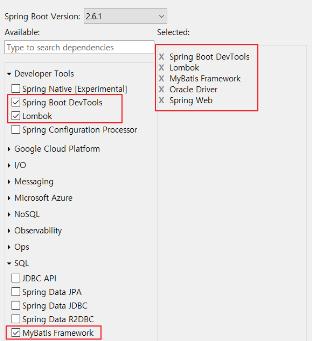 Spring Boot Version: 2.6.1
Available:
Selected:
Type to search dependencies
Developer Tools
Spring Native [Experimental]
Spring Boot DevTools
Lombok
Spring Configuration Processor
Google Cloud Platform
I/O
Messaging
Microsoft Azure
NoSQL
Observability
Ops
SQL
JDBC API
Spring Data JPA
Spring Data JDBC
Spring Data R2DBC
MyBatis Framework
X Spring Boot DevTools
X Lombok
X MyBatis Framework
X Oracle Driver
X Spring Web